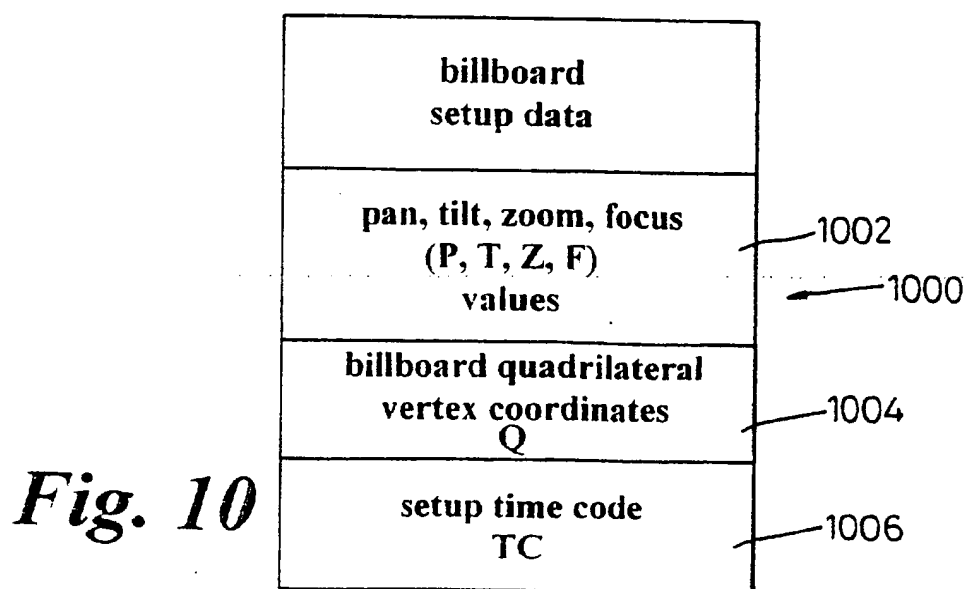 billboard
setup data
pan, tilt, zoom, focus
(P, T, Z, F)
values
1002
1000
billboard quadrilateral
vertex coordinates
Q
1004
Fig. 10
setup time code
TC
1006